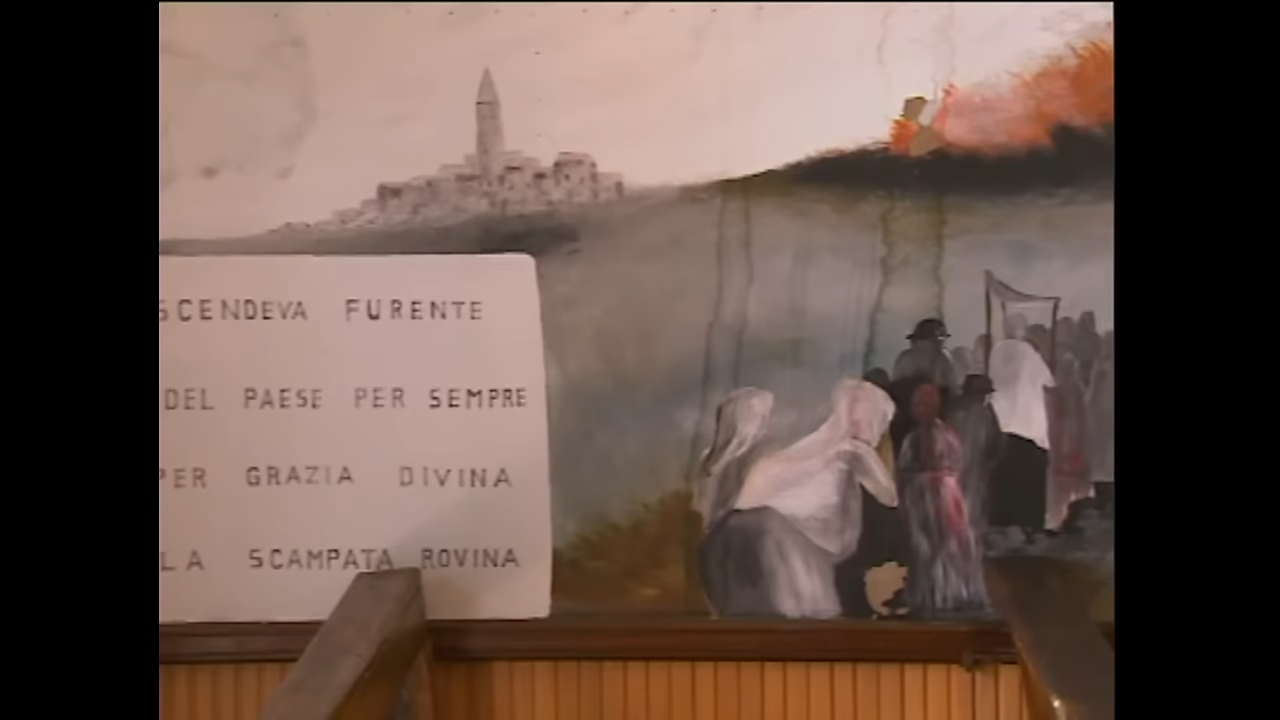 SCENDEVA FURENTE
DEL PAESE PER SEMPRE
PER GRAZIA DIVINA
LA SCAMPATA ROVINA